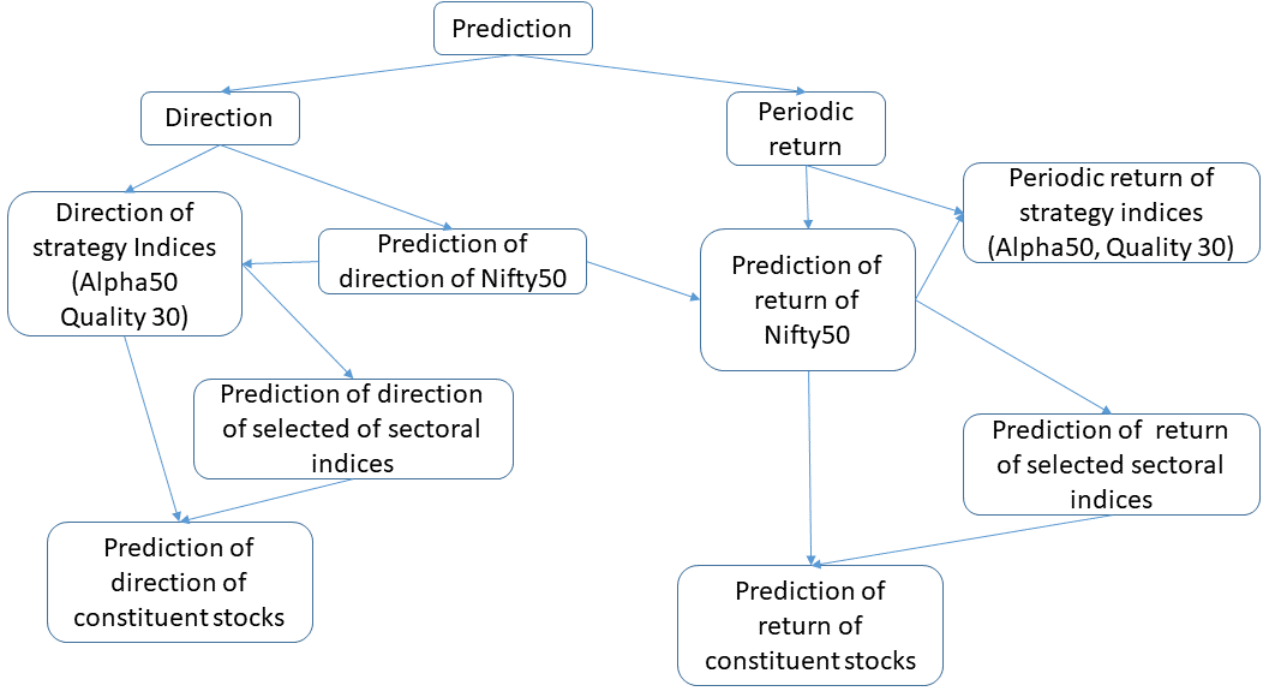 Prediction
Direction
Periodic
return
Direction of
strategy Indices
(Alpha50
Quality 30)
Prediction of
direction of Nifty50
Prediction of
return of
Nifty50
Periodic return of
strategy indices
(Alpha50, Quality 30)
Prediction of direction
of selected of sectoral
indices
Prediction of  return
of selected sectoral
indices
Prediction of
direction of
constituent stocks
Prediction of
return of
constituent stocks